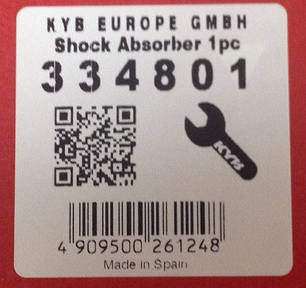 KYB EUROPE GMBH
Shock Absorber 1pc
334801
KYB
4 909500 261248
Made in Spain